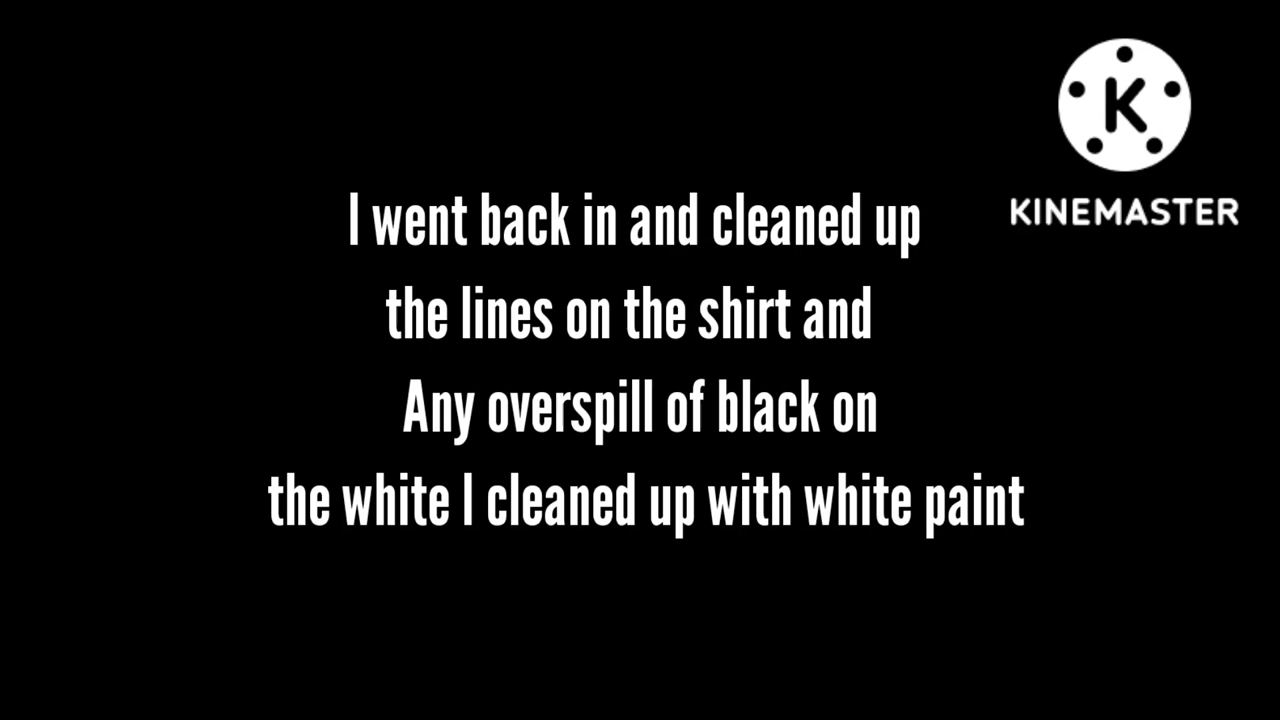 K
KINEMASTER
I went back in and cleaned up
the lines on the shirt and
Any overspill of black on
the white I cleaned up with white paint